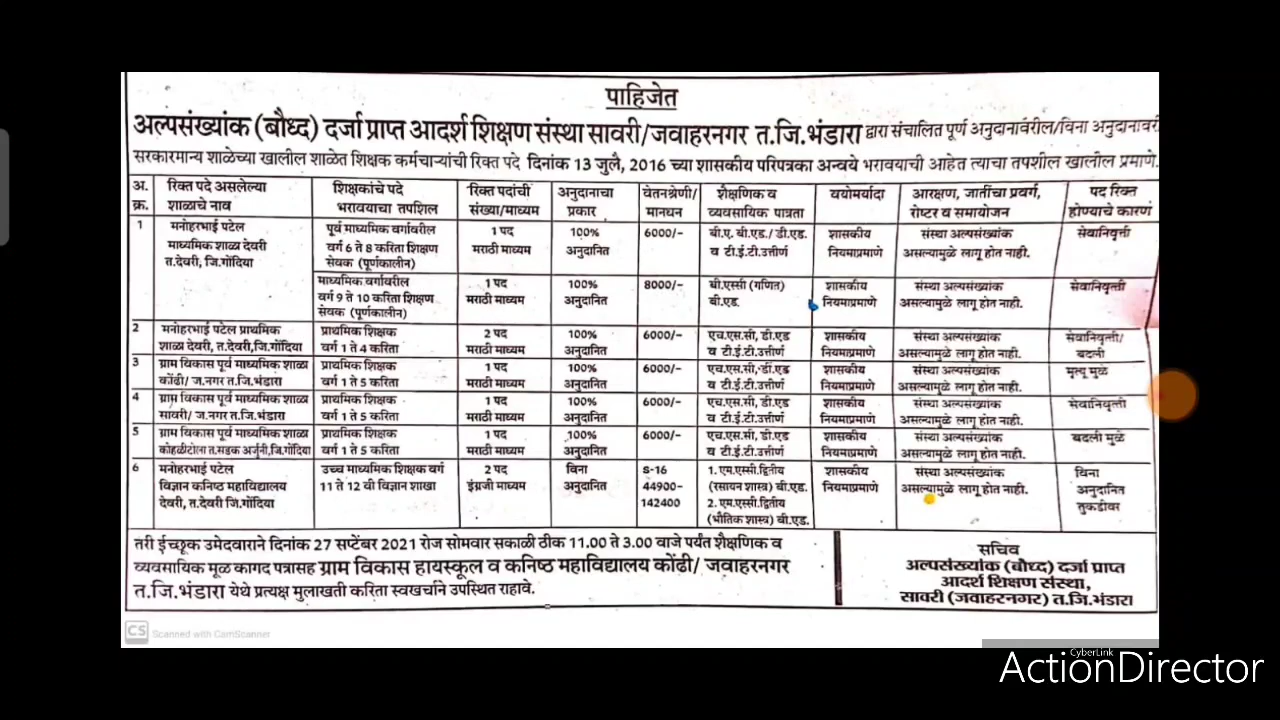 पाहिजेत
अल्पसंख्यांक (बौध्द) दर्जा प्राप्त आदर्श शिक्षण संस्था सावरी/जवाहरनगर त.जि.भंडारा द्वारा संचालित पूर्ण अनुदानावरील/विना अनुदानावरी
सरकारमान्य शाळेच्या खालील शाळेत शिक्षक कर्मचाऱ्यांची रिक्त पदे दिनांक 13 जुलै, 2016 च्या शासकीय परिपत्रका अन्वये भरावयाची आहेत त्याचा तपशील खालील प्रमाणे.
अ. रिक्त पदे असलेल्या शिक्षकांचे पदे रिक्त पदांची अनुदानाचा वेतनश्रेणी/ शैक्षणिक व वयोमर्यादा आरक्षण, जातींचा प्रवर्ग, पद रिक्त
क्र. शाळाचे नाव भरावयाचा तपशिल संख्या/माध्यम प्रकार मानधन व्यवसायिक पात्रता रोष्टर व समायोजन होण्याचे कारणं
1 मनोहरभाई पटेल पूर्व माध्यमिक वर्गावरील 1 पद 100% 6000/- बी.ए. बी.एड./ डी.एड. शासकीय संस्था अल्पसंख्यांक सेवानिवृत्ती
माध्यमिक शाळा देवरी वर्ग 6 ते 8 करिता शिक्षण मराठी माध्यम अनुदानित व टी.ई.टी.उत्तीर्ण नियमाप्रमाणे असल्यामुळे लागू होत नाही.
त.देवरी, जि.गोंदिया सेवक (पूर्णकालीन)
माध्यमिक वर्गावरील 1 पद 100% 8000/- बी.एस्सी (गणित) शासकीय संस्था अल्पसंख्यांक सेवानिवृत्ती
वर्ग 9 ते 10 करिता शिक्षण मराठी माध्यम अनुदानित बी.एड. नियमाप्रमाणे असल्यामुळे लागू होत नाही.
सेवक (पूर्णकालीन)
2 मनोहरभाई पटेल प्राथमिक प्राथमिक शिक्षक 2 पद 100% 6000/- एच.एस.सी, डी.एड शासकीय संस्था अल्पसंख्यांक सेवानिवृत्ती/
शाळा देवरी, त.देवरी,जि.गोंदिया वर्ग 1 ते 4 करिता मराठी माध्यम अनुदानित व टी.ई.टी.उत्तीर्ण नियमाप्रमाणे असल्यामुळे लागू होत नाही. बदली
3 ग्राम विकास पूर्व माध्यमिक शाळा प्राथमिक शिक्षक 1 पद 100% 6000/- एच.एस.सी, डी.एड शासकीय संस्था अल्पसंख्यांक मृत्यू मुळे
कोंढी/ ज.नगर त.जि.भंडारा वर्ग 1 ते 5 करिता मराठी माध्यम अनुदानित व टी.ई.टी.उत्तीर्ण नियमाप्रमाणे असल्यामुळे लागू होत नाही.
4 ग्राम विकास पूर्व माध्यमिक शाळा प्राथमिक शिक्षक 1 पद 100% 6000/- एच.एस.सी, डी.एड शासकीय संस्था अल्पसंख्यांक सेवानिवृत्ती
सावरी/ ज.नगर त.जि.भंडारा वर्ग 1 ते 5 करिता मराठी माध्यम अनुदानित व टी.ई.टी.उत्तीर्ण नियमाप्रमाणे असल्यामुळे लागू होत नाही.
5 ग्राम विकास पूर्व माध्यमिक शाळा प्राथमिक शिक्षक 1 पद 100% 6000/- एच.एस.सी, डी.एड शासकीय संस्था अल्पसंख्यांक बदली मुळे
कोहळीटोला त.सडक अर्जुनी,जि.गोंदिया वर्ग 1 ते 5 करिता मराठी माध्यम अनुदानित व टी.ई.टी.उत्तीर्ण नियमाप्रमाणे असल्यामुळे लागू होत नाही.
6 मनोहरभाई पटेल उच्च माध्यमिक शिक्षक वर्ग 2 पद विना S-16 1. एम.एस्सी.द्वितीय शासकीय संस्था अल्पसंख्यांक विना
विज्ञान कनिष्ठ महाविद्यालय 11 ते 12 वी विज्ञान शाखा इंग्रजी माध्यम अनुदानित 44900- (रसायन शास्त्र) बी.एड. नियमाप्रमाणे असल्यामुळे लागू होत नाही. अनुदानित
देवरी, त.देवरी जि.गोंदिया 142400 2. एम.एस्सी.द्वितीय तुकडीवर
(भौतिक शास्त्र) बी.एड.
तरी ईच्छूक उमेदवाराने दिनांक 27 सप्टेंबर 2021 रोज सोमवार सकाळी ठीक 11.00 ते 3.00 वाजे पर्यंत शैक्षणिक व
व्यवसायिक मूळ कागद पत्रासह ग्राम विकास हायस्कूल व कनिष्ठ महाविद्यालय कोंढी/ जवाहरनगर
त.जि.भंडारा येथे प्रत्यक्ष मुलाखती करिता स्वखर्चाने उपस्थित राहावे.
सचिव
अल्पसंख्यांक (बौध्द) दर्जा प्राप्त
आदर्श शिक्षण संस्था,
सावरी (जवाहरनगर) त.जि.भंडारा
CS Scanned with CamScanner
CyberLink
ActionDirector